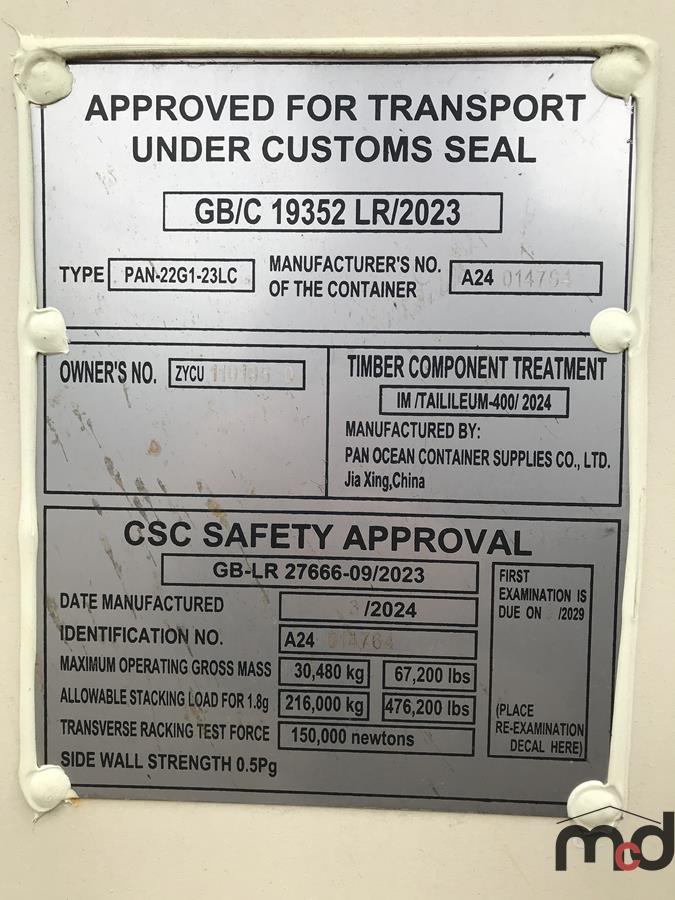 APPROVED FOR TRANSPORT
UNDER CUSTOMS SEAL
GB/C 19352 LR/2023
TYPE PAN-22G1-23LC
MANUFACTURER'S NO.
OF THE CONTAINER
A24 014764
OWNER'S NO. ZYCU
TIMBER COMPONENT TREATMENT
IM /TAILILEUM-400/ 2024
MANUFACTURED BY:
PAN OCEAN CONTAINER SUPPLIES CO., LTD.
Jia Xing,China
CSC SAFETY APPROVAL
GB-LR 27666-09/2023
DATE MANUFACTURED 3/2024
IDENTIFICATION NO. A24 014764
MAXIMUM OPERATING GROSS MASS 30,480 kg 67,200 lbs
ALLOWABLE STACKING LOAD FOR 1.8g 216,000 kg 476,200 lbs
TRANSVERSE RACKING TEST FORCE 150,000 newtons
SIDE WALL STRENGTH 0.5Pg
FIRST
EXAMINATION IS
DUE ON /2029
(PLACE
RE-EXAMINATION
DECAL HERE)
mcd